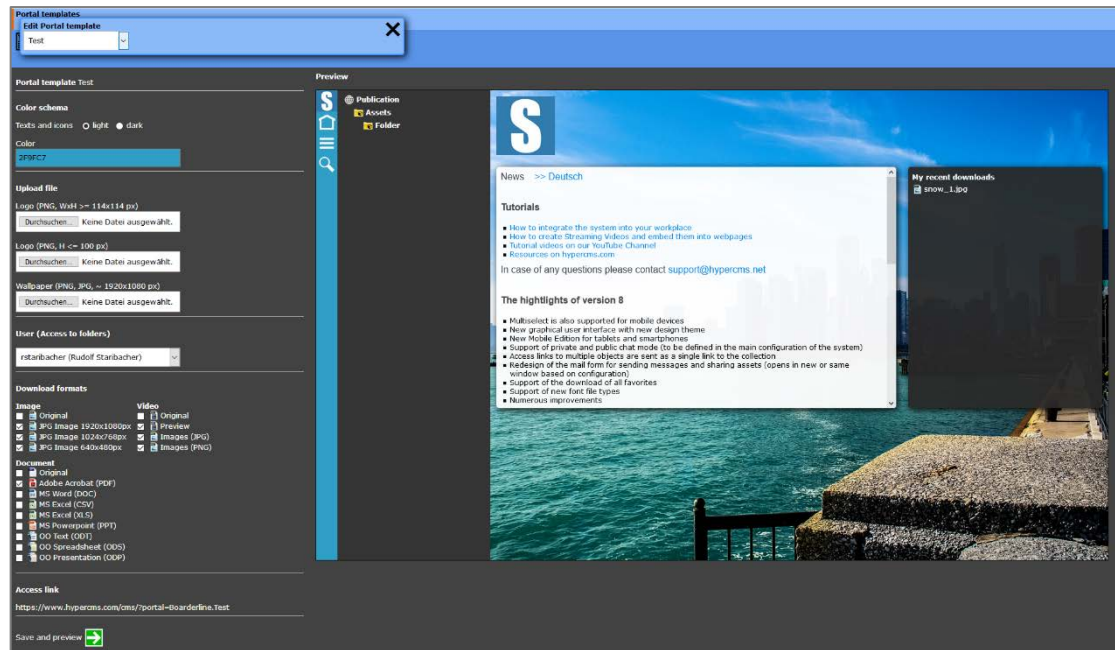 Portal templates
Edit Portal template
Test
Portal template Test
Color schema
Texts and icons light dark
Color
2F9FC7
Upload file
Logo (PNG, WxH >= 114x114 px)
Durchsuchen... Keine Datei ausgewählt.
Logo (PNG, H <= 100 px)
Durchsuchen... Keine Datei ausgewählt.
Wallpaper (PNG, JPG, ~ 1920x1080 px)
Durchsuchen... Keine Datei ausgewählt.
User (Access to folders)
rstaribacher (Rudolf Staribacher)
Download formats
Image Video
Original Original
JPG Image 1920x1080px Preview
JPG Image 1024x768px Images (JPG)
JPG Image 640x480px Images (PNG)
Document
Original
Adobe Acrobat (PDF)
MS Word (DOC)
MS Excel (CSV)
MS Excel (XLS)
MS Powerpoint (PPT)
OO Text (ODT)
OO Spreadsheet (ODS)
OO Presentation (ODP)
Access link
https://www.hypercms.com/cms/?portal=Boarderline.Test
Save and preview
Preview
S
Publication
Assets
Folder
S
News >> Deutsch
Tutorials
How to integrate the system into your workplace
How to create Streaming Videos and embed them into webpages
Tutorial videos on our YouTube Channel
Resources on hypercms.com
In case of any questions please contact support@hypercms.net
The hightlights of version 8
Multiselect is also supported for mobile devices
New graphical user interface with new design theme
New Mobile Edition for tablets and smartphones
Support of private and public chat mode (to be defined in the main configuration of the system)
Access links to multiple objects are sent as a single link to the collection
Redesign of the mail form for sending messages and sharing assets (opens in new or same
window based on configuration)
Support of the download of all favorites
Support of new font file types
Numerous improvements
My recent downloads
snow_1.jpg